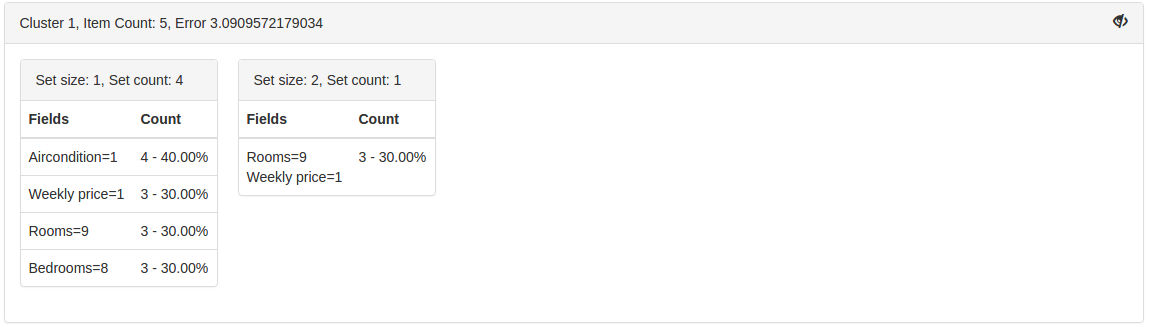 Cluster 1, Item Count: 5, Error 3.0909572179034
Set size: 1, Set count: 4
Fields Count
Aircondition=1 4 - 40.00%
Weekly price=1 3 - 30.00%
Rooms=9 3 - 30.00%
Bedrooms=8 3 - 30.00%
Set size: 2, Set count: 1
Fields Count
Rooms=9 3 - 30.00%
Weekly price=1